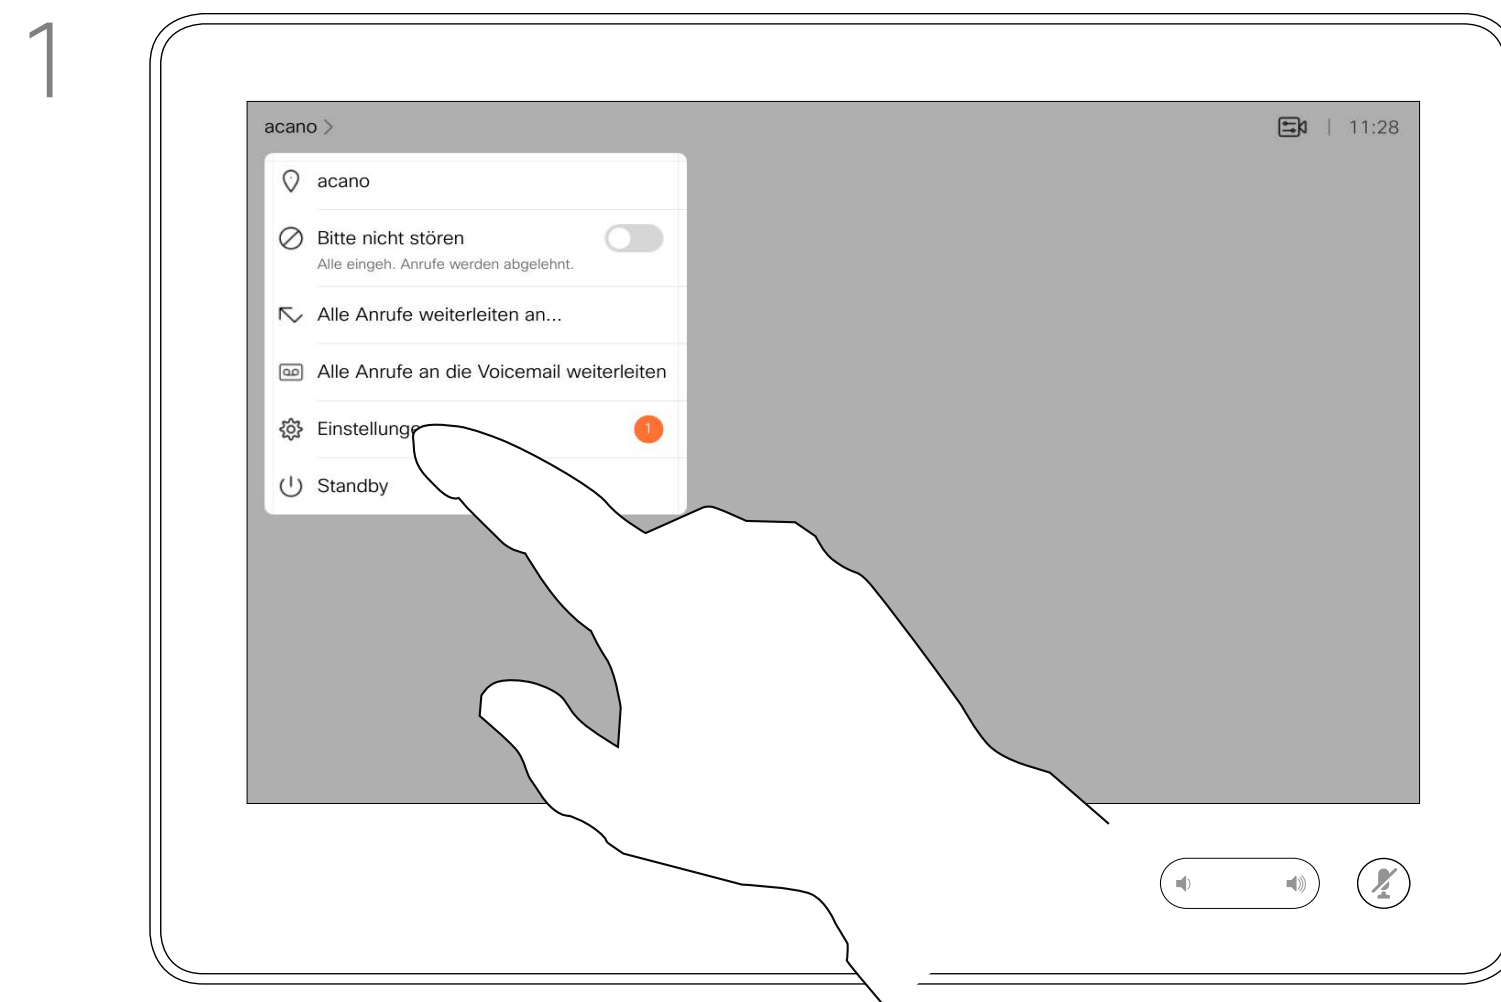 1
acano >
11:28
acano
Bitte nicht stören
Alle eingeh. Anrufe werden abgelehnt.
Alle Anrufe weiterleiten an...
Alle Anrufe an die Voicemail weiterleiten
Einstellunge
1
Standby